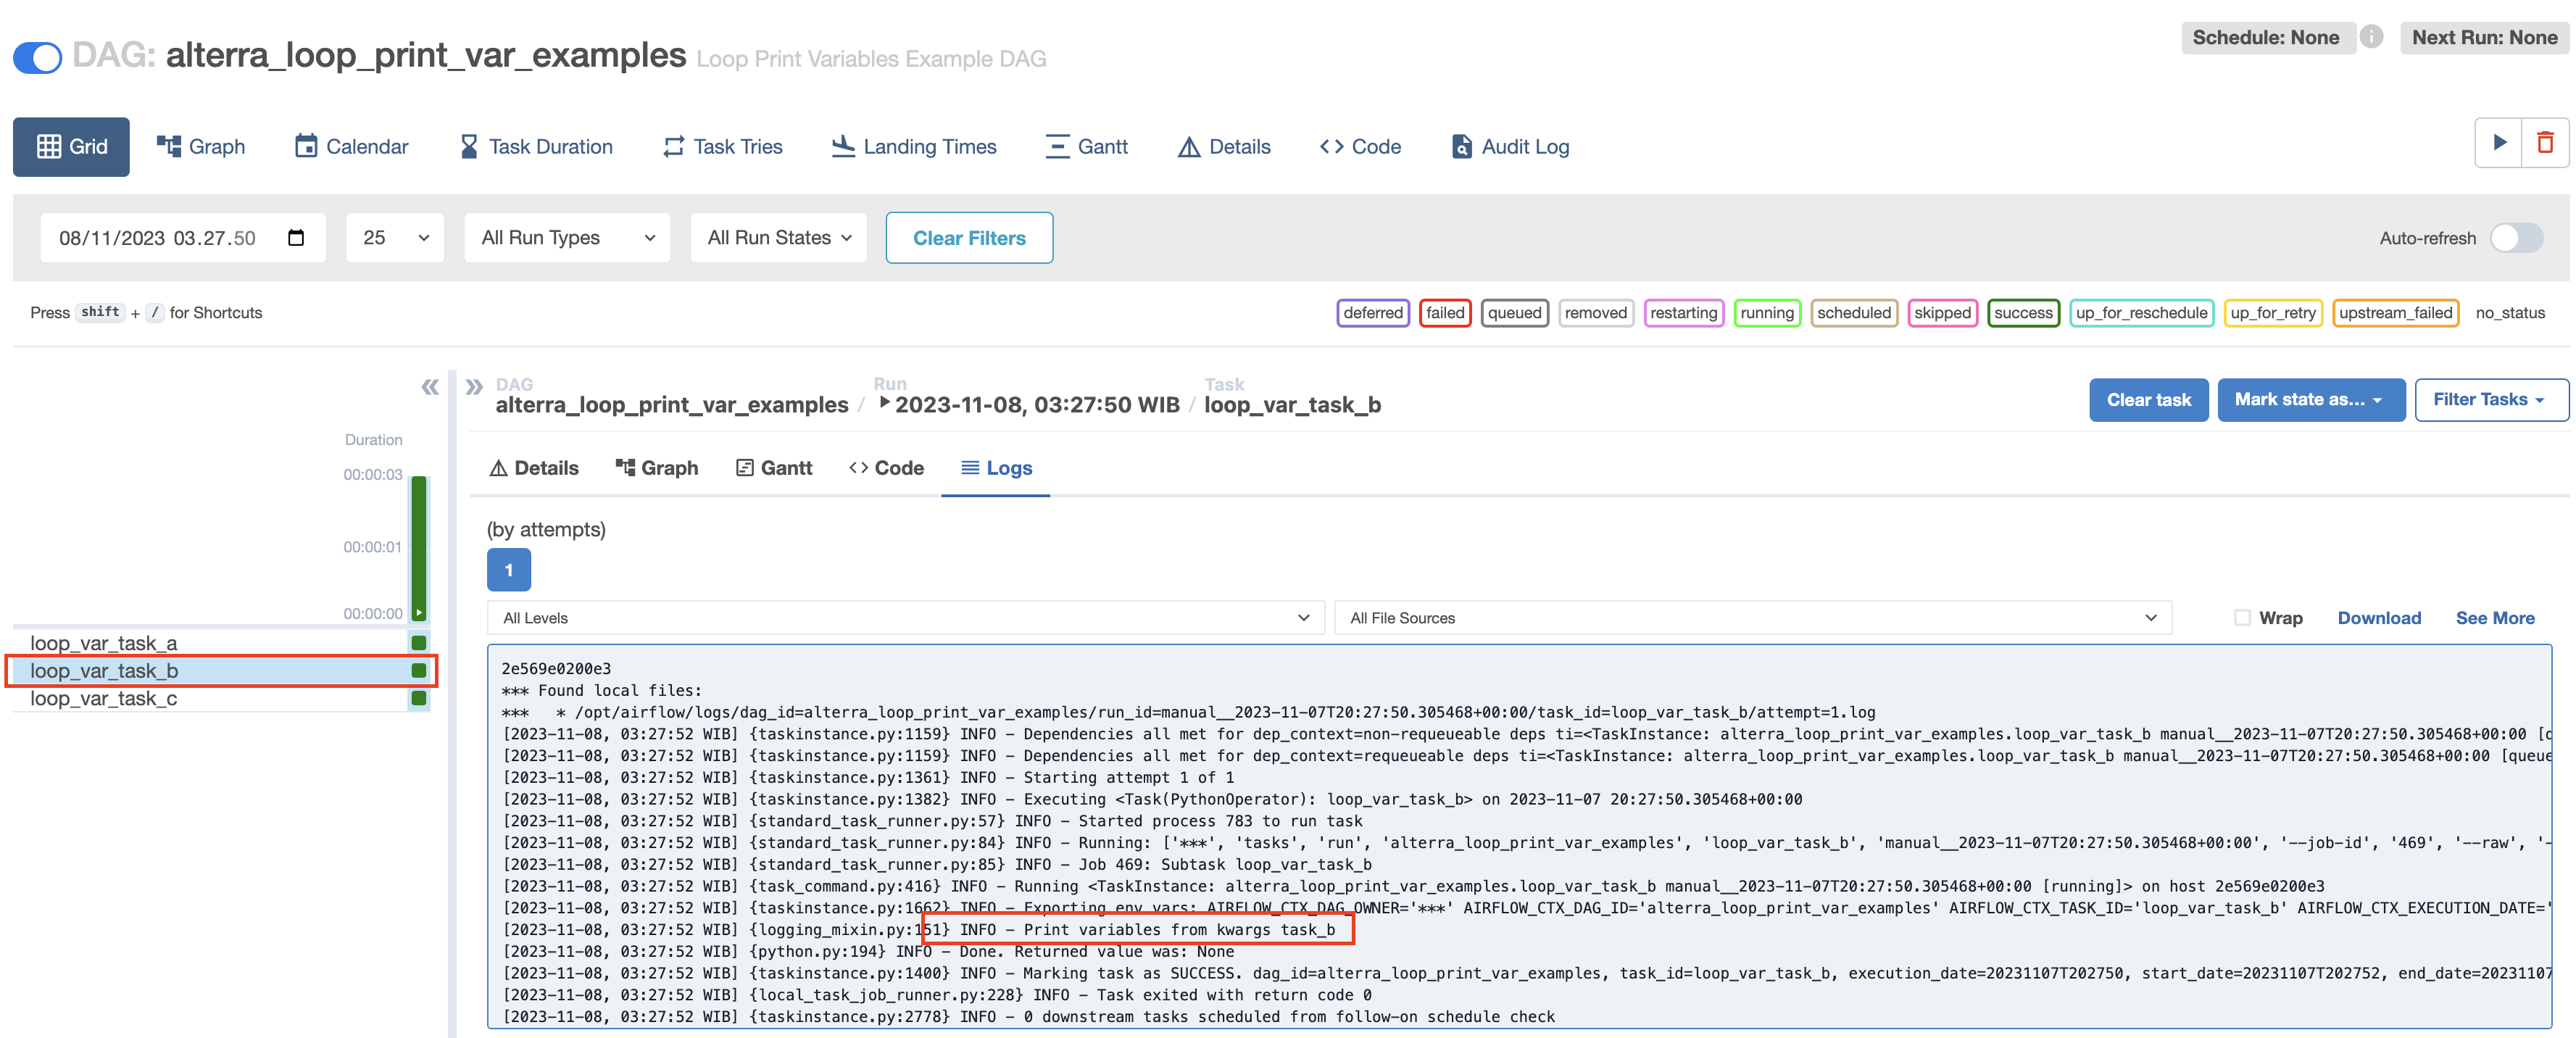 DAG: alterra_loop_print_var_examples Loop Print Variables Example DAG
Schedule: None
Next Run: None
Grid Graph Calendar Task Duration Task Tries Landing Times Gantt Details Code Audit Log
08/11/2023 03.27.50 25 All Run Types All Run States Clear Filters Auto-refresh
Press shift + / for Shortcuts
deferred failed queued removed restarting running scheduled skipped success up_for_reschedule up_for_retry upstream_failed no_status
DAG
alterra_loop_print_var_examples /
Run
2023-11-08, 03:27:50 WIB /
Task
loop_var_task_b
Clear task Mark state as... Filter Tasks
Duration
00:00:03
00:00:01
00:00:00
loop_var_task_a
loop_var_task_b
loop_var_task_c
Details Graph Gantt Code Logs
(by attempts)
1
All Levels All File Sources Wrap Download See More
2e569e0200e3
*** Found local files:
***   * /opt/airflow/logs/dag_id=alterra_loop_print_var_examples/run_id=manual__2023-11-07T20:27:50.305468+00:00/task_id=loop_var_task_b/attempt=1.log
[2023-11-08, 03:27:52 WIB] {taskinstance.py:1159} INFO - Dependencies all met for dep_context=non-requeueable deps ti=<TaskInstance: alterra_loop_print_var_examples.loop_var_task_b manual__2023-11-07T20:27:50.305468+00:00 [
[2023-11-08, 03:27:52 WIB] {taskinstance.py:1159} INFO - Dependencies all met for dep_context=requeueable deps ti=<TaskInstance: alterra_loop_print_var_examples.loop_var_task_b manual__2023-11-07T20:27:50.305468+00:00 [queue
[2023-11-08, 03:27:52 WIB] {taskinstance.py:1361} INFO - Starting attempt 1 of 1
[2023-11-08, 03:27:52 WIB] {taskinstance.py:1382} INFO - Executing <Task(PythonOperator): loop_var_task_b> on 2023-11-07 20:27:50.305468+00:00
[2023-11-08, 03:27:52 WIB] {standard_task_runner.py:57} INFO - Started process 783 to run task
[2023-11-08, 03:27:52 WIB] {standard_task_runner.py:84} INFO - Running: ['***', 'tasks', 'run', 'alterra_loop_print_var_examples', 'loop_var_task_b', 'manual__2023-11-07T20:27:50.305468+00:00', '--job-id', '469', '--raw', '-
[2023-11-08, 03:27:52 WIB] {standard_task_runner.py:85} INFO - Job 469: Subtask loop_var_task_b
[2023-11-08, 03:27:52 WIB] {task_command.py:416} INFO - Running <TaskInstance: alterra_loop_print_var_examples.loop_var_task_b manual__2023-11-07T20:27:50.305468+00:00 [running]> on host 2e569e0200e3
[2023-11-08, 03:27:52 WIB] {taskinstance.py:1662} INFO - Exporting env vars: AIRFLOW_CTX_DAG_OWNER='***' AIRFLOW_CTX_DAG_ID='alterra_loop_print_var_examples' AIRFLOW_CTX_TASK_ID='loop_var_task_b' AIRFLOW_CTX_EXECUTION_DATE='
[2023-11-08, 03:27:52 WIB] {logging_mixin.py:151} INFO - Print variables from kwargs task_b
[2023-11-08, 03:27:52 WIB] {python.py:194} INFO - Done. Returned value was: None
[2023-11-08, 03:27:52 WIB] {taskinstance.py:1400} INFO - Marking task as SUCCESS. dag_id=alterra_loop_print_var_examples, task_id=loop_var_task_b, execution_date=20231107T202750, start_date=20231107T202752, end_date=20231107
[2023-11-08, 03:27:52 WIB] {local_task_job_runner.py:228} INFO - Task exited with return code 0
[2023-11-08, 03:27:52 WIB] {taskinstance.py:2778} INFO - 0 downstream tasks scheduled from follow-on schedule check